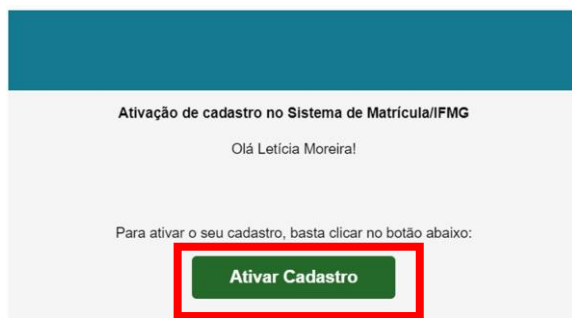 Ativação de cadastro no Sistema de Matrícula/IFMG
Olá Letícia Moreira!
Para ativar o seu cadastro, basta clicar no botão abaixo:
Ativar Cadastro